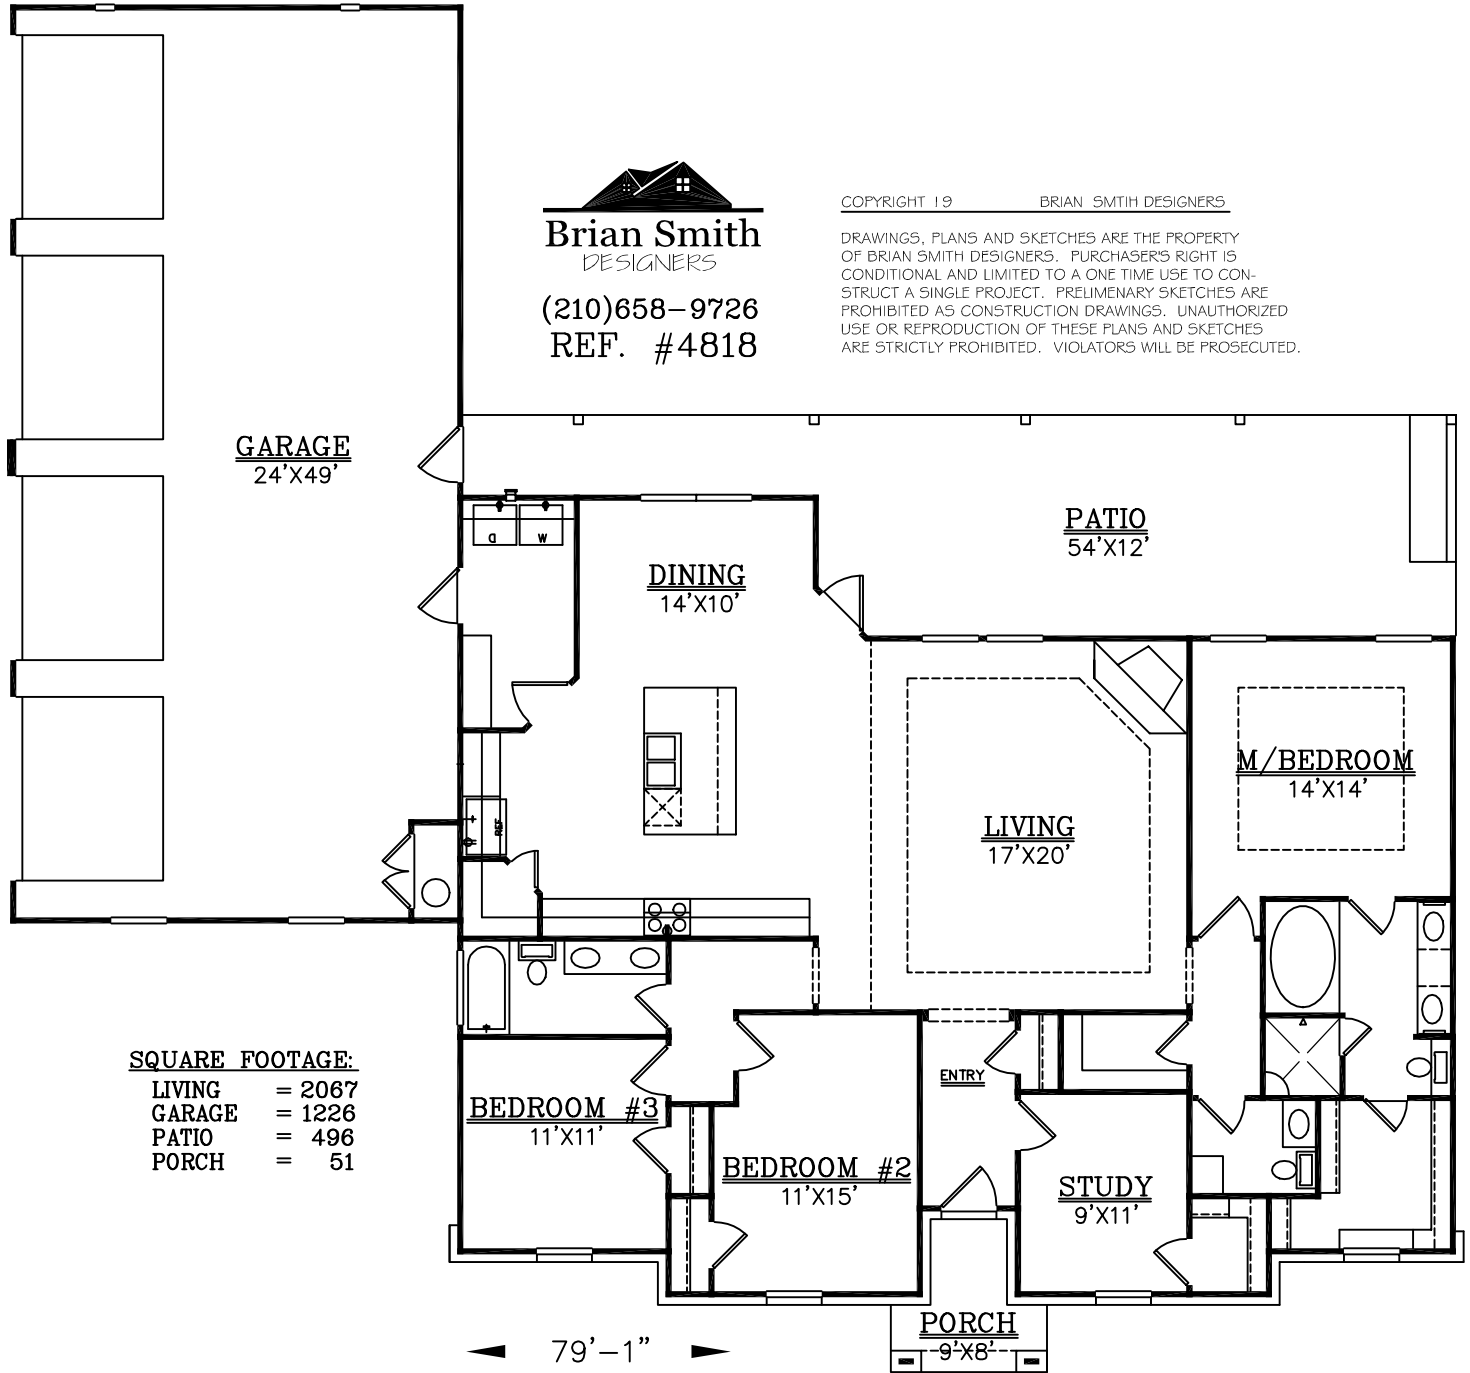 Brian Smith
DESIGNERS
(210)658-9726
REF. #4818
COPYRIGHT 19 BRIAN SMTIH DESIGNERS
DRAWINGS, PLANS AND SKETCHES ARE THE PROPERTY
OF BRIAN SMITH DESIGNERS. PURCHASER'S RIGHT IS
CONDITIONAL AND LIMITED TO A ONE TIME USE TO CON-
STRUCT A SINGLE PROJECT. PRELIMENARY SKETCHES ARE
PROHIBITED AS CONSTRUCTION DRAWINGS. UNAUTHORIZED
USE OR REPRODUCTION OF THESE PLANS AND SKETCHES
ARE STRICTLY PROHIBITED. VIOLATORS WILL BE PROSECUTED.
GARAGE
24'X49'
PATIO
54'X12'
D W
DINING
14'X10'
M/BEDROOM
14'X14'
LIVING
17'X20'
REF
SQUARE FOOTAGE:
LIVING = 2067
GARAGE = 1226
PATIO = 496
PORCH = 51
ENTRY
BEDROOM #3
11'X11'
BEDROOM #2
11'X15'
STUDY
9'X11'
PORCH
9'X8'
79'-1"